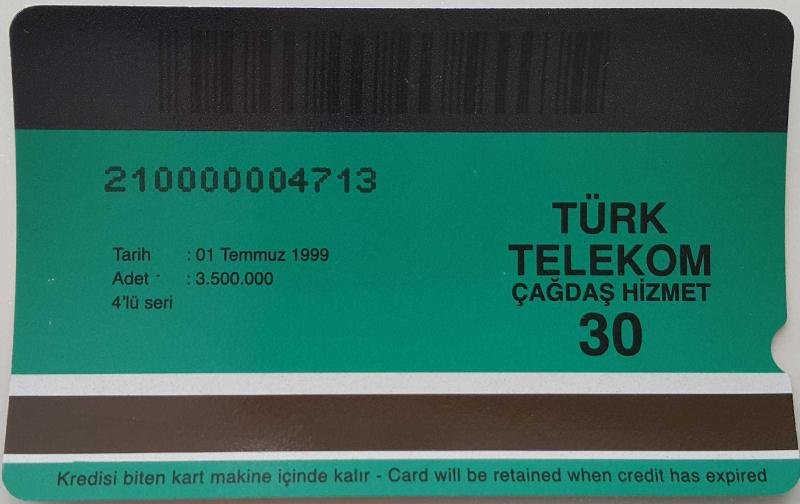 210000004713
Tarih : 01 Temmuz 1999
Adet : 3.500.000
4'lü seri
TÜRK
TELEKOM
ÇAĞDAŞ HİZMET
30
Kredisi biten kart makine içinde kalır - Card will be retained when credit has expired